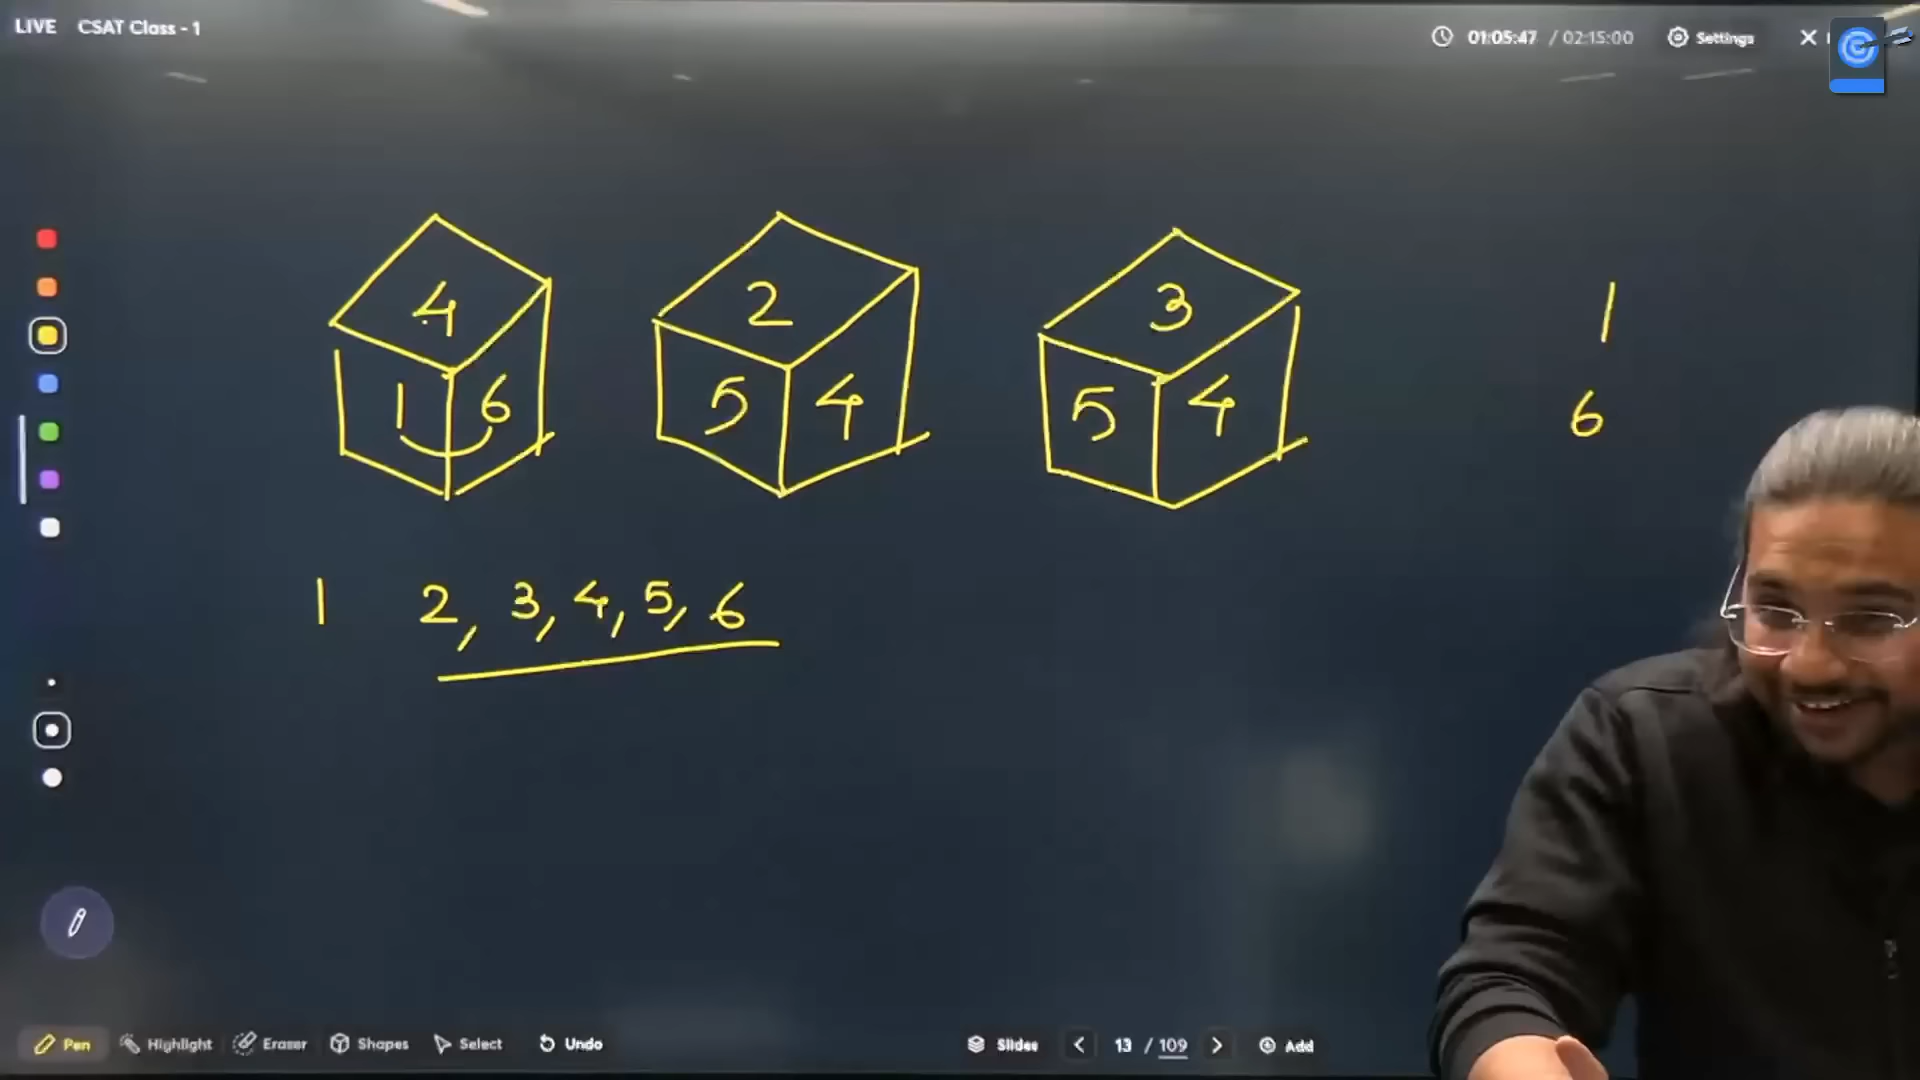 LIVE CSAT Class - 1
01:05:47 / 02:15:00 Settings
4 2 3
1 6 5 4 5 4
1
6
1 2, 3, 4, 5, 6
Pen Highlight Eraser Shapes Select Undo Slides 13 / 109 Add